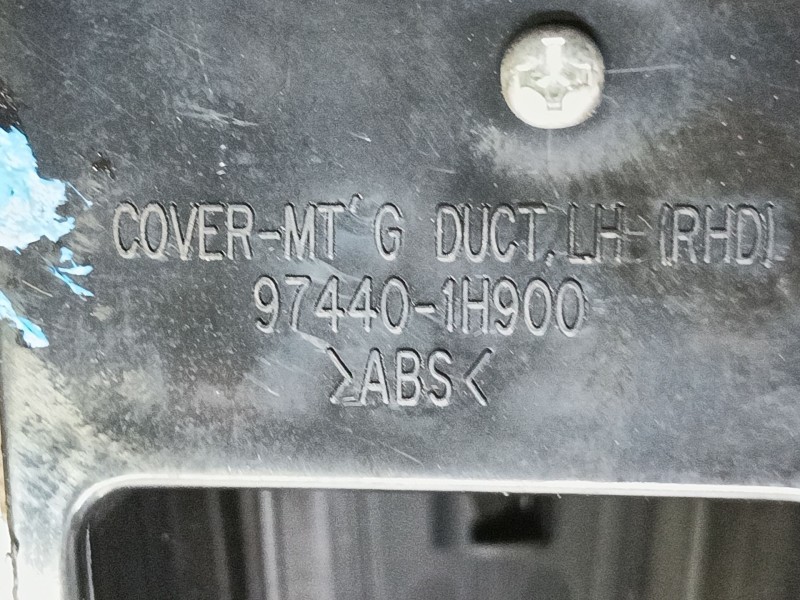 COVER-MT'G DUCT.LH (RHD)
97440-1H900
>ABS<